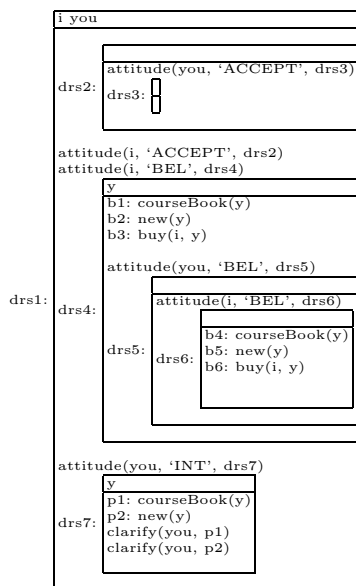 i you
attitude(you, ‘ACCEPT’, drs3)
drs2:
drs3:
attitude(i, ‘ACCEPT’, drs2)
attitude(i, ‘BEL’, drs4)
y
b1: courseBook(y)
b2: new(y)
b3: buy(i, y)
attitude(you, ‘BEL’, drs5)
drs1:
attitude(i, ‘BEL’, drs6)
drs4:
b4: courseBook(y)
drs5:
drs6:
b5: new(y)
b6: buy(i, y)
attitude(you, ‘INT’, drs7)
y
p1: courseBook(y)
drs7:
p2: new(y)
clarify(you, p1)
clarify(you, p2)